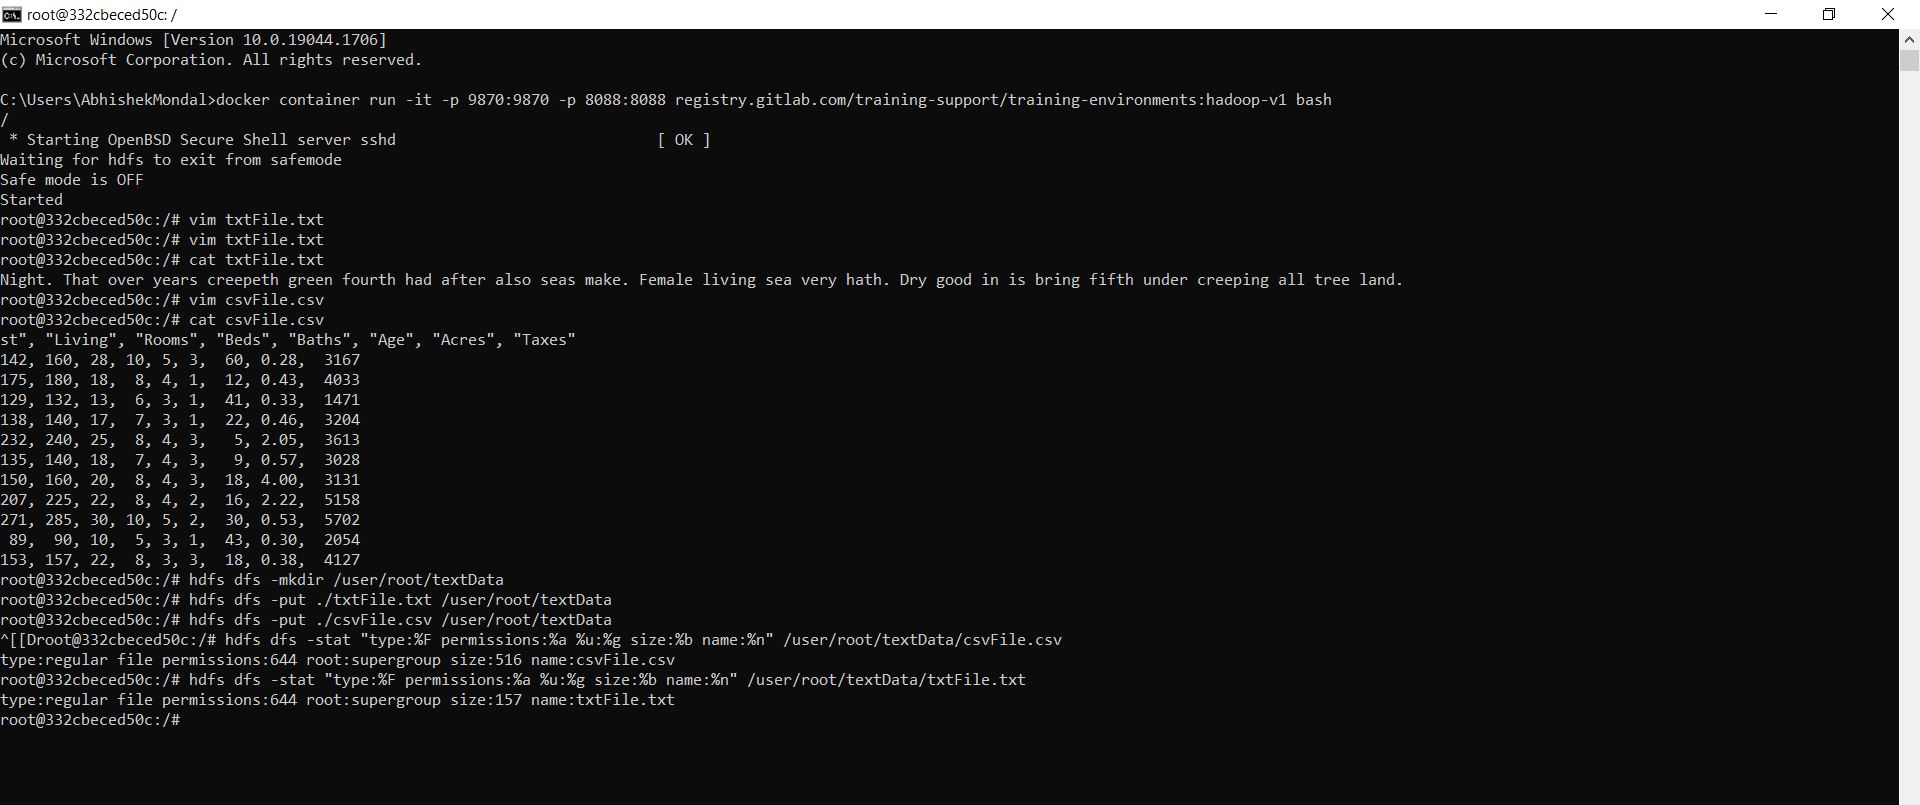 root@332cbeced50c: /
Microsoft Windows [Version 10.0.19044.1706]
(c) Microsoft Corporation. All rights reserved.
C:\Users\AbhishekMondal>docker container run -it -p 9870:9870 -p 8088:8088 registry.gitlab.com/training-support/training-environments:hadoop-v1 bash
/
 * Starting OpenBSD Secure Shell server sshd                             [ OK ]
Waiting for hdfs to exit from safemode
Safe mode is OFF
Started
root@332cbeced50c:/# vim txtFile.txt
root@332cbeced50c:/# vim txtFile.txt
root@332cbeced50c:/# cat txtFile.txt
Night. That over years creepeth green fourth had after also seas make. Female living sea very hath. Dry good in is bring fifth under creeping all tree land.
root@332cbeced50c:/# vim csvFile.csv
root@332cbeced50c:/# cat csvFile.csv
st", "Living", "Rooms", "Beds", "Baths", "Age", "Acres", "Taxes"
142, 160, 28, 10, 5, 3,  60, 0.28,  3167
175, 180, 18,  8, 4, 1,  12, 0.43,  4033
129, 132, 13,  6, 3, 1,  41, 0.33,  1471
138, 140, 17,  7, 3, 1,  22, 0.46,  3204
232, 240, 25,  8, 4, 3,   5, 2.05,  3613
135, 140, 18,  7, 4, 3,   9, 0.57,  3028
150, 160, 20,  8, 4, 3,  18, 4.00,  3131
207, 225, 22,  8, 4, 2,  16, 2.22,  5158
271, 285, 30, 10, 5, 2,  30, 0.53,  5702
 89,  90, 10,  5, 3, 1,  43, 0.30,  2054
153, 157, 22,  8, 3, 3,  18, 0.38,  4127
root@332cbeced50c:/# hdfs dfs -mkdir /user/root/textData
root@332cbeced50c:/# hdfs dfs -put ./txtFile.txt /user/root/textData
root@332cbeced50c:/# hdfs dfs -put ./csvFile.csv /user/root/textData
^[[Droot@332cbeced50c:/# hdfs dfs -stat "type:%F permissions:%a %u:%g size:%b name:%n" /user/root/textData/csvFile.csv
type:regular file permissions:644 root:supergroup size:516 name:csvFile.csv
root@332cbeced50c:/# hdfs dfs -stat "type:%F permissions:%a %u:%g size:%b name:%n" /user/root/textData/txtFile.txt
type:regular file permissions:644 root:supergroup size:157 name:txtFile.txt
root@332cbeced50c:/#